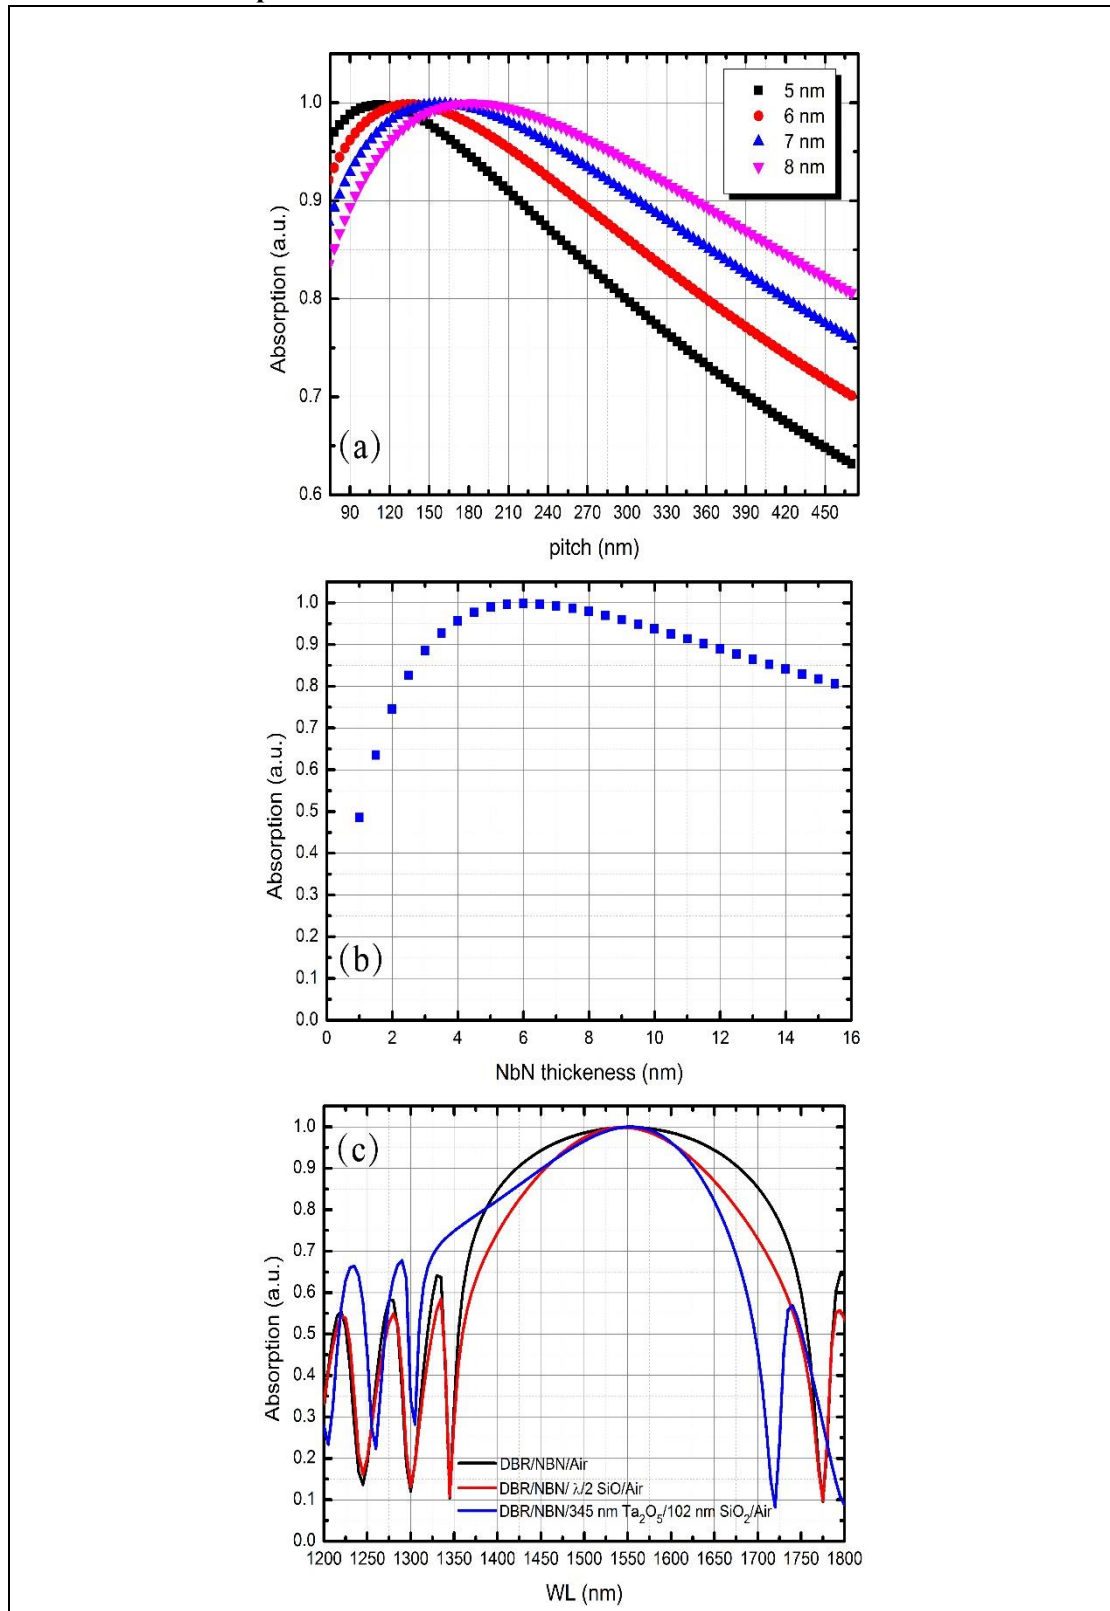 1.0
0.9
0.8
0.7
0.6
Absorption (a.u.)
5 nm
6 nm
7 nm
8 nm
(a)
90 120 150 180 210 240 270 300 330 360 390 420 450
pitch (nm)
1.0
0.9
0.8
0.7
0.6
0.5
0.4
0.3
0.2
0.1
0.0
Absorption (a.u.)
(b)
0 2 4 6 8 10 12 14 16
NbN thickeness (nm)
(c)
1.0
0.9
0.8
0.7
0.6
0.5
0.4
0.3
0.2
0.1
0.0
Absorption (a.u.)
DBR/NBN/Air
DBR/NBN/ λ/2 SiO/Air
DBR/NBN/345 nm Ta₂O₅/102 nm SiO₂/Air
1200 1250 1300 1350 1400 1450 1500 1550 1600 1650 1700 1750 1800
WL (nm)